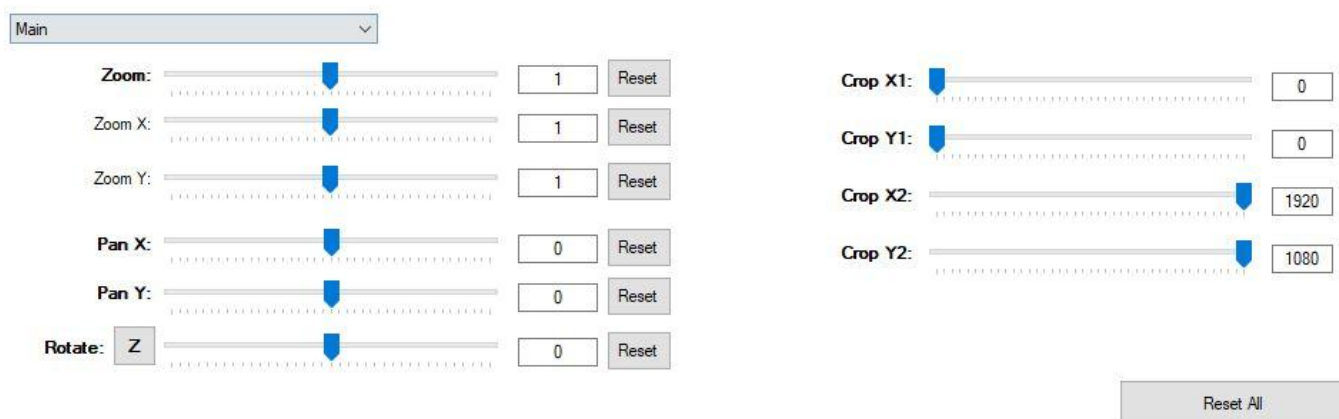 Main
Zoom: 1 Reset
Zoom X: 1 Reset
Zoom Y: 1 Reset
Pan X: 0 Reset
Pan Y: 0 Reset
Rotate: Z 0 Reset
Crop X1: 0
Crop Y1: 0
Crop X2: 1920
Crop Y2: 1080
Reset All